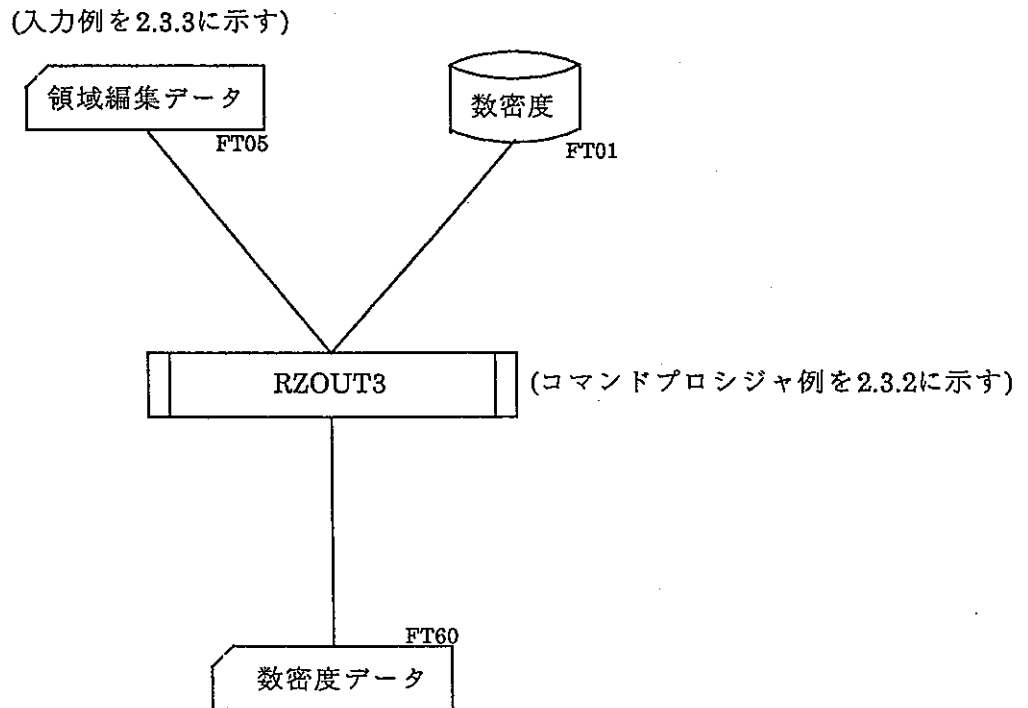 (入力例を2.3.3に示す)
領域編集データ
FT05
数密度
FT01
RZOUT3
(コマンドプロシジャ例を2.3.2に示す)
FT60
数密度データ